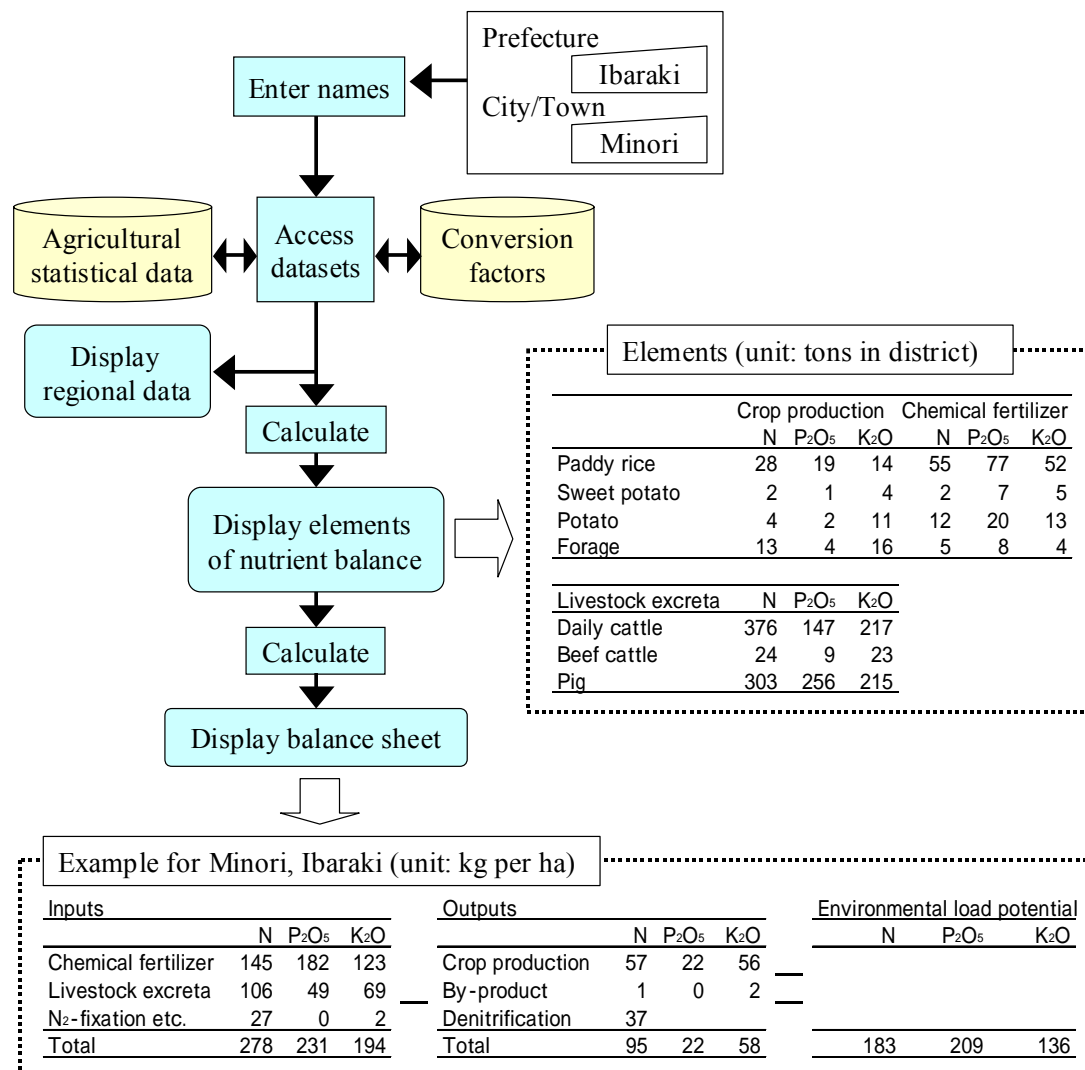 Prefecture
Ibaraki
City/Town
Minori
Enter names
Agricultural
statistical data
Access
datasets
Conversion
factors
Display
regional data
Calculate
Display elements
of nutrient balance
Calculate
Display balance sheet
Elements (unit: tons in district)
Crop production Chemical fertilizer
N P₂O₅ K₂O N P₂O₅ K₂O
Paddy rice 28 19 14 55 77 52
Sweet potato 2 1 4 2 7 5
Potato 4 2 11 12 20 13
Forage 13 4 16 5 8 4
Livestock excreta N P₂O₅ K₂O
Daily cattle 376 147 217
Beef cattle 24 9 23
Pig 303 256 215
Example for Minori, Ibaraki (unit: kg per ha)
Inputs
N P₂O₅ K₂O
Chemical fertilizer 145 182 123
Livestock excreta 106 49 69
N₂-fixation etc. 27 0 2
Total 278 231 194
Outputs
N P₂O₅ K₂O
Crop production 57 22 56
By-product 1 0 2
Denitrification 37
Total 95 22 58
Environmental load potential
N P₂O₅ K₂O
183 209 136